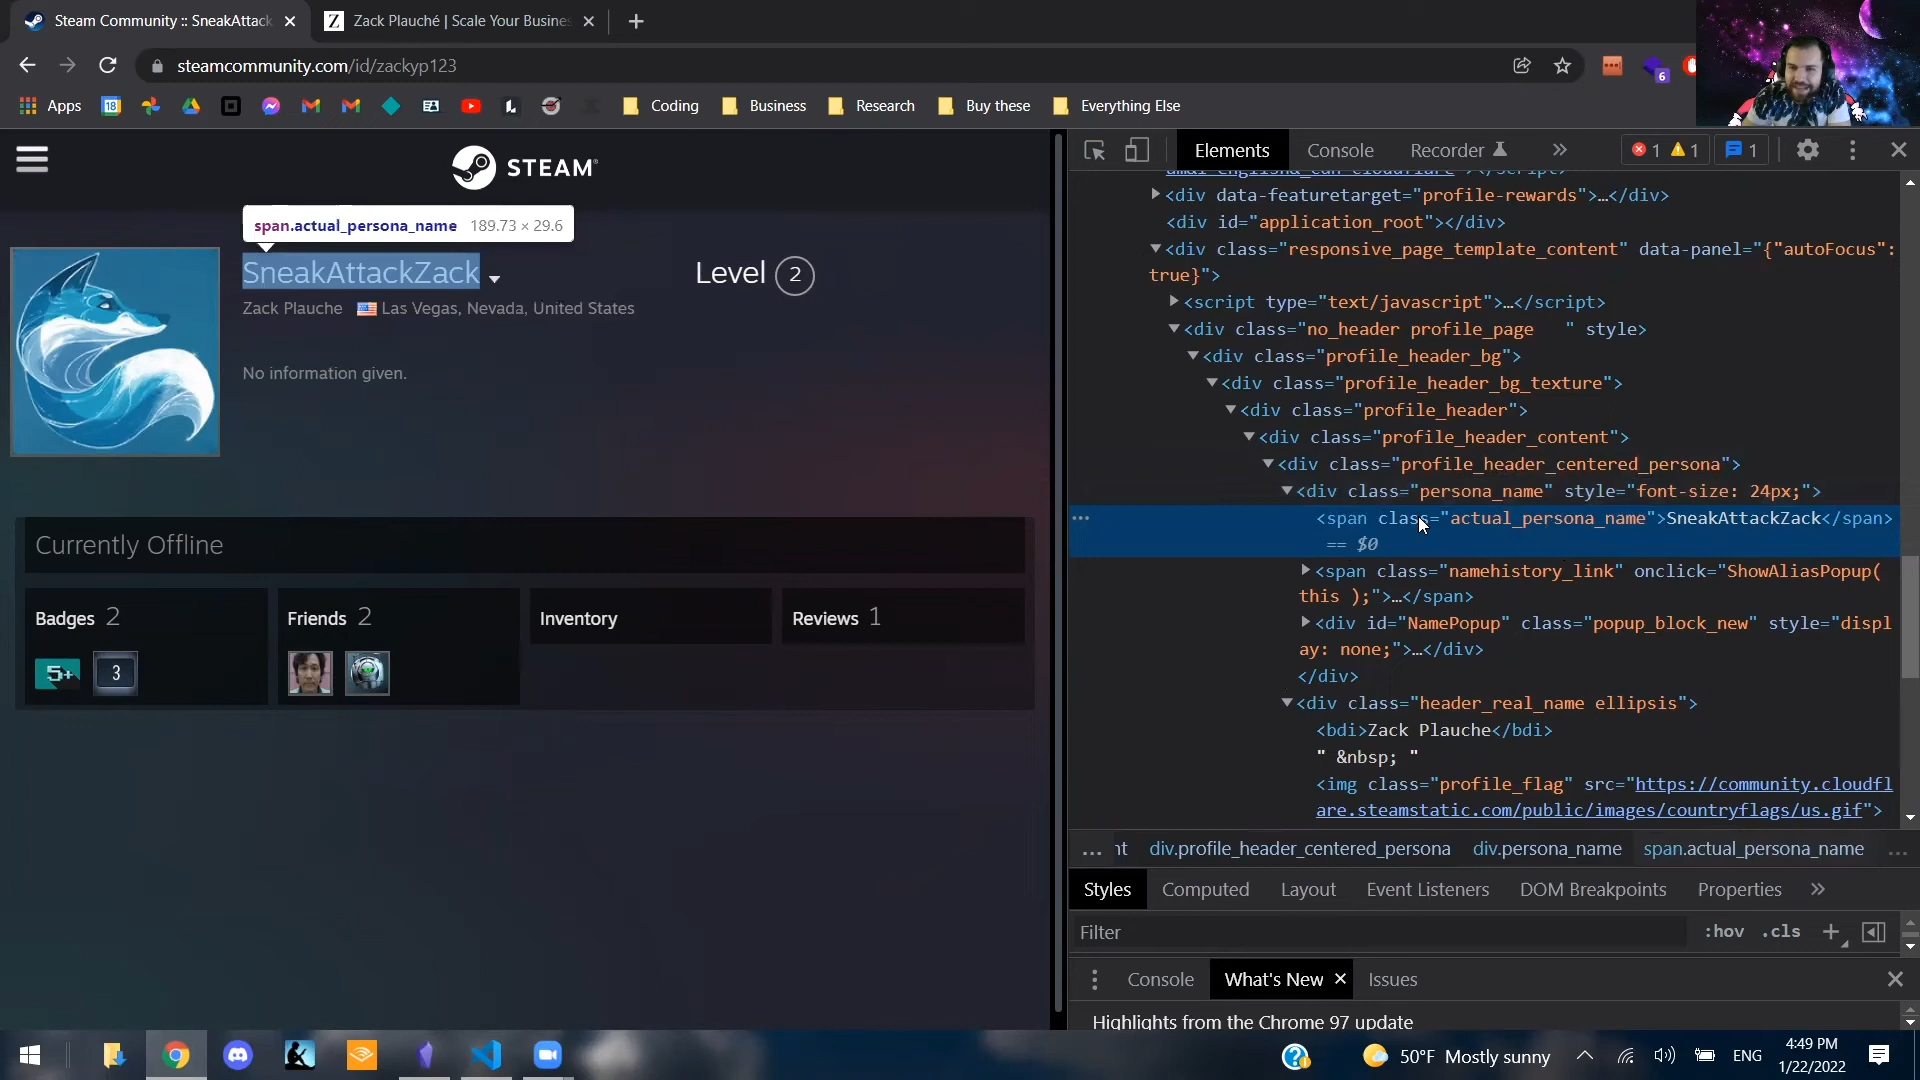 Steam Community :: SneakAttack
Z Zack Plauché | Scale Your Busines
steamcommunity.com/id/zackyp123
6
Apps
18
Coding
Business
Research
Buy these
Everything Else
STEAM
span.actual_persona_name 189.73 × 29.6
SneakAttackZack
Level 2
Zack Plauche Las Vegas, Nevada, United States
No information given.
Currently Offline
Badges 2
Friends 2
Inventory
Reviews 1
5+
3
Elements
Console
Recorder
»
1
1
1
<div data-featuretarget="profile-rewards">…</div>
<div id="application_root"></div>
<div class="responsive_page_template_content" data-panel="{"autoFocus":
true}">
<script type="text/javascript">…</script>
<div class="no_header profile_page   " style>
<div class="profile_header_bg">
<div class="profile_header_bg_texture">
<div class="profile_header">
<div class="profile_header_content">
<div class="profile_header_centered_persona">
<div class="persona_name" style="font-size: 24px;">
… <span class="actual_persona_name">SneakAttackZack</span>
== $0
<span class="namehistory_link" onclick="ShowAliasPopup(
this );">…</span>
<div id="NamePopup" class="popup_block_new" style="displ
ay: none;">…</div>
</div>
<div class="header_real_name ellipsis">
<bdi>Zack Plauche</bdi>
" &nbsp; "
<img class="profile_flag" src="https://community.cloudfl
are.steamstatic.com/public/images/countryflags/us.gif">
… nt div.profile_header_centered_persona div.persona_name span.actual_persona_name …
Styles
Computed
Layout
Event Listeners
DOM Breakpoints
Properties
»
Filter
:hov
.cls
+
Console
What's New
Issues
Highlights from the Chrome 97 update
50°F Mostly sunny
ENG
4:49 PM
1/22/2022